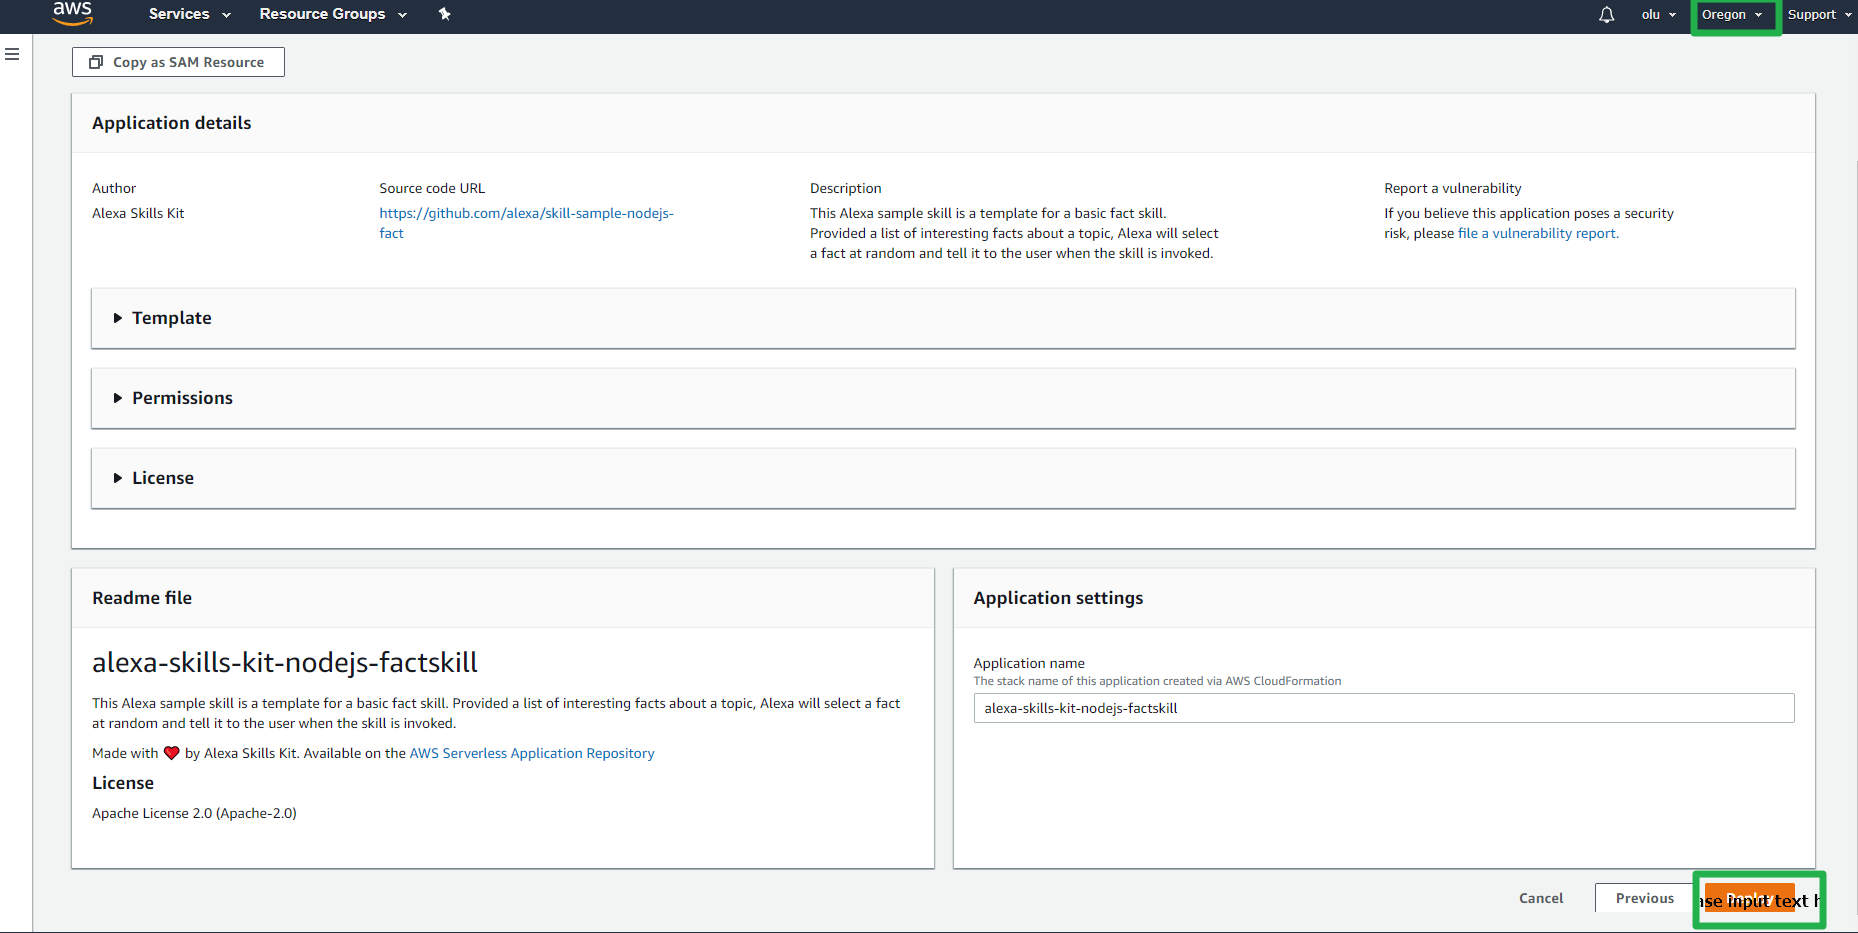 aws Services Resource Groups olu Oregon Support
Copy as SAM Resource
Application details
Author
Alexa Skills Kit
Source code URL
https://github.com/alexa/skill-sample-nodejs-
fact
Description
This Alexa sample skill is a template for a basic fact skill.
Provided a list of interesting facts about a topic, Alexa will select
a fact at random and tell it to the user when the skill is invoked.
Report a vulnerability
If you believe this application poses a security
risk, please file a vulnerability report.
Template
Permissions
License
Readme file
alexa-skills-kit-nodejs-factskill
This Alexa sample skill is a template for a basic fact skill. Provided a list of interesting facts about a topic, Alexa will select a fact
at random and tell it to the user when the skill is invoked.
Made with ❤ by Alexa Skills Kit. Available on the AWS Serverless Application Repository
License
Apache License 2.0 (Apache-2.0)
Application settings
Application name
The stack name of this application created via AWS CloudFormation
alexa-skills-kit-nodejs-factskill
Cancel Previous Deploy
ase input text h